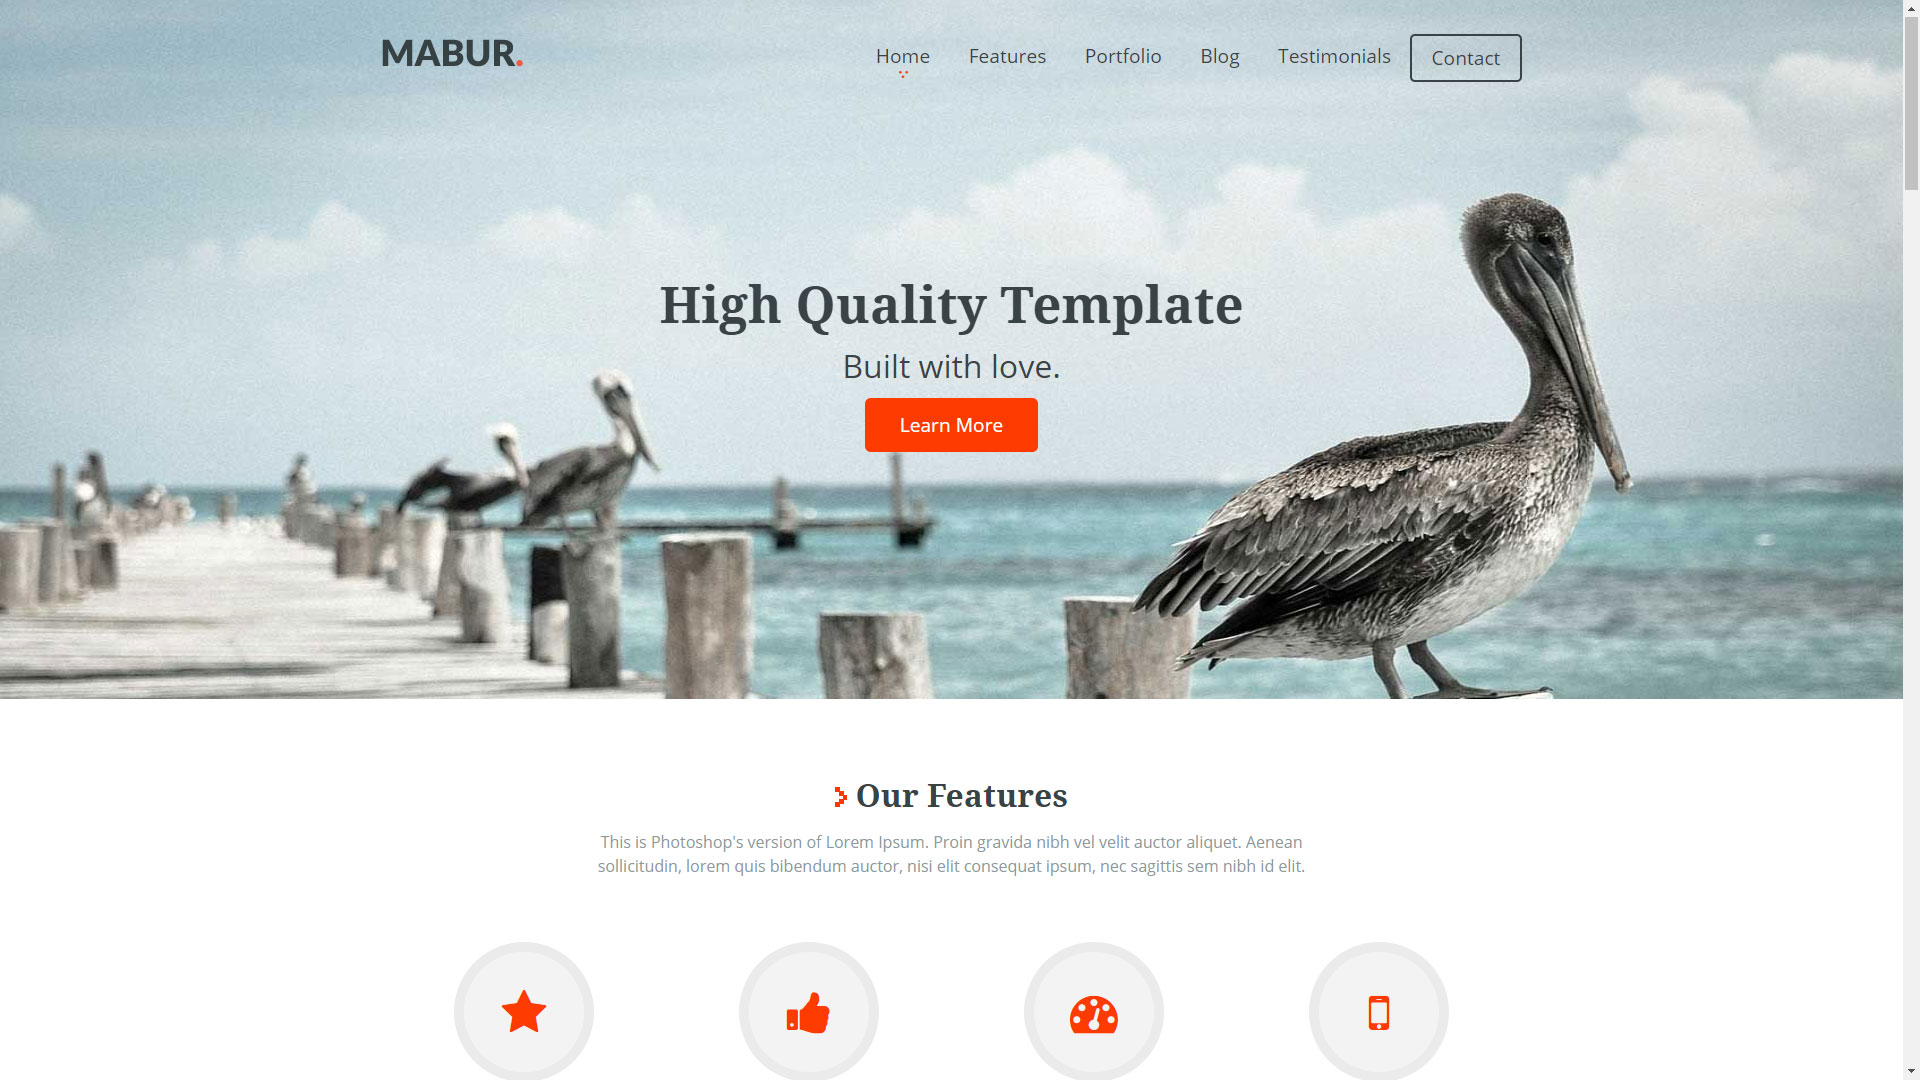 MABUR.
Home
Features
Portfolio
Blog
Testimonials
Contact
High Quality Template
Built with love.
Learn More
Our Features
This is Photoshop's version of Lorem Ipsum. Proin gravida nibh vel velit auctor aliquet. Aenean
sollicitudin, lorem quis bibendum auctor, nisi elit consequat ipsum, nec sagittis sem nibh id elit.